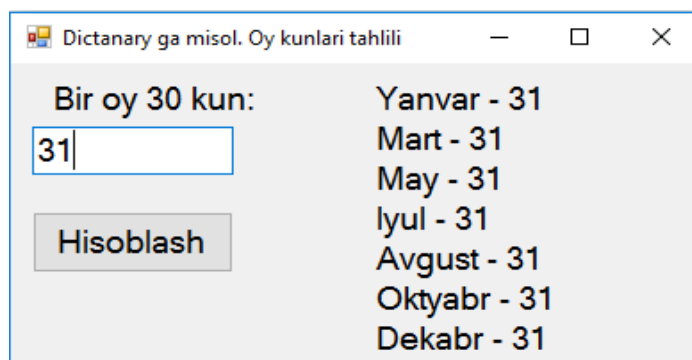 Dictanary ga misol. Oy kunlari tahlili
Bir oy 30 kun:
31
Hisoblash
Yanvar - 31
Mart - 31
May - 31
Iyul - 31
Avgust - 31
Oktyabr - 31
Dekabr - 31